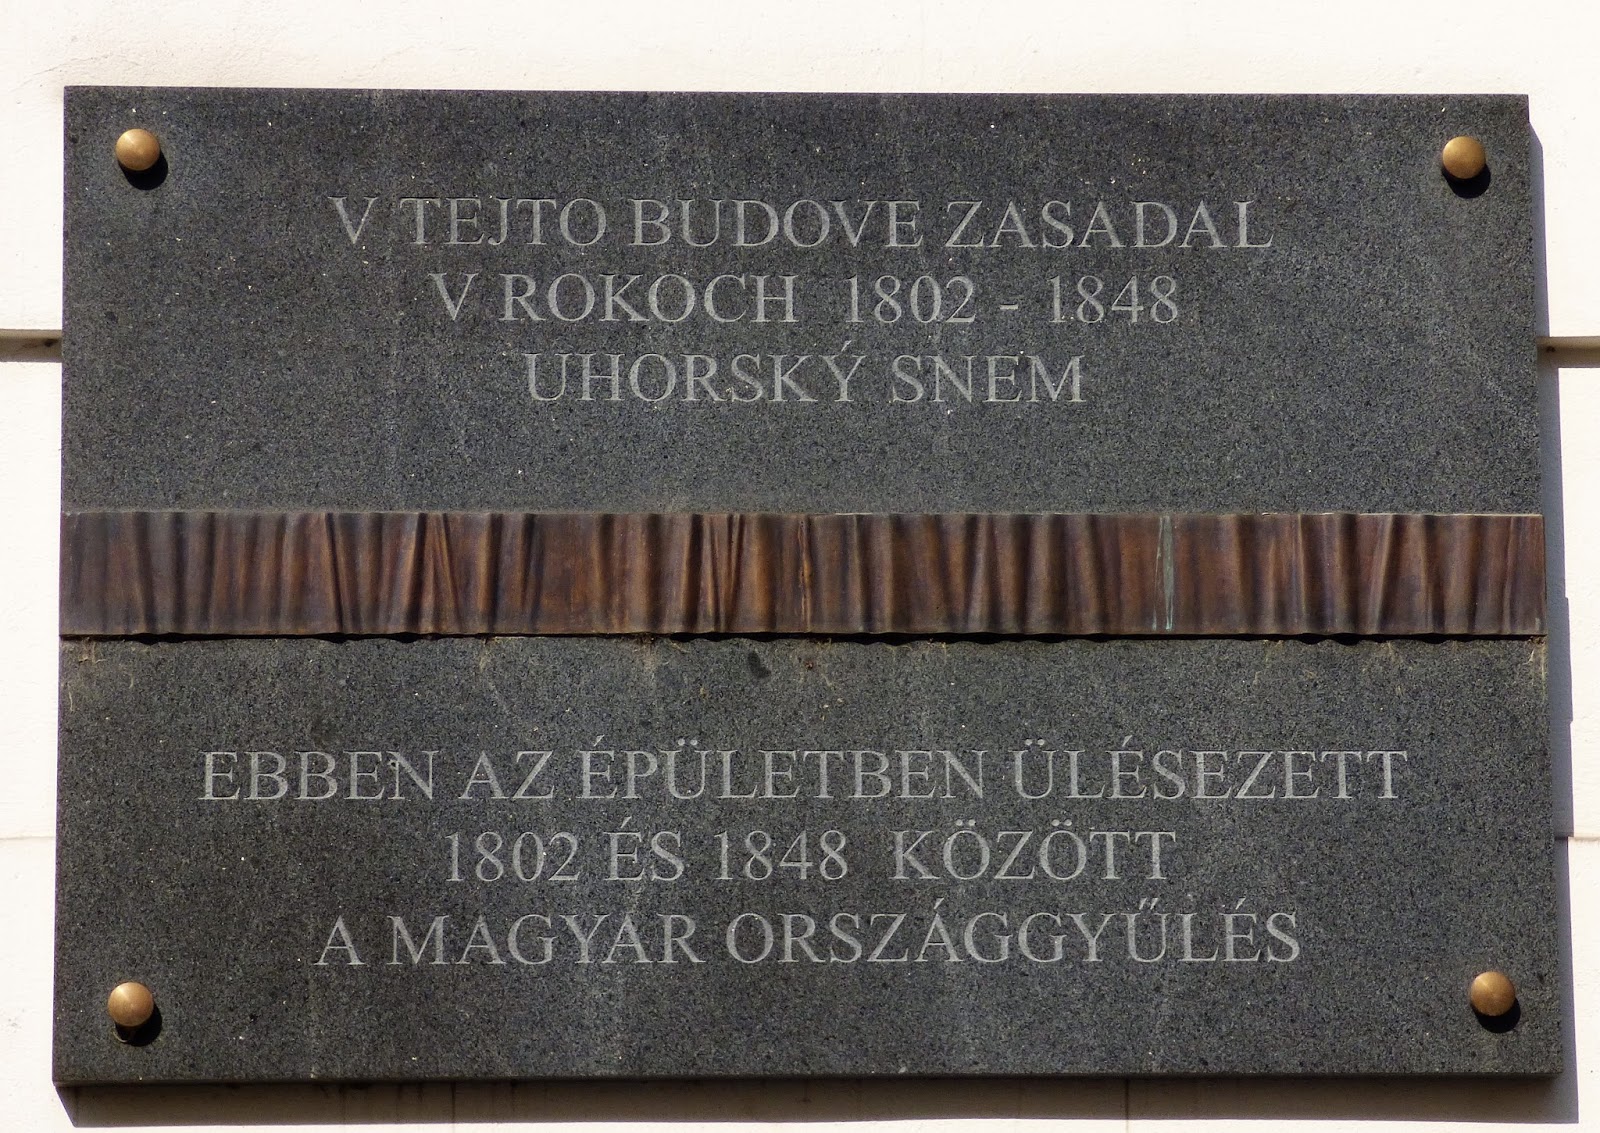 V TEJTO BUDOVE ZASADAL
V ROKOCH 1802 - 1848
UHORSKÝ SNEM
EBBEN AZ ÉPÜLETBEN ÜLÉSEZETT
1802 ÉS 1848 KÖZÖTT
A MAGYAR ORSZÁGGYŰLÉS